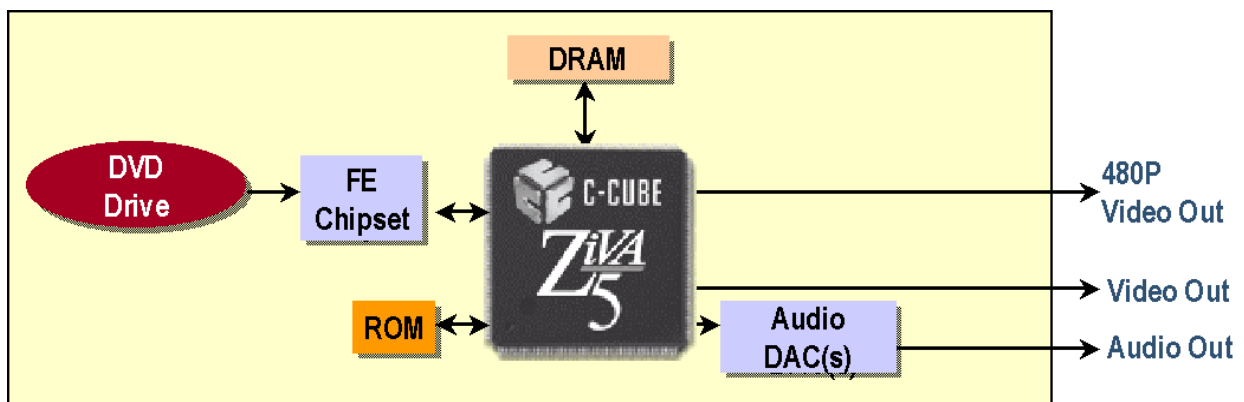 DRAM
DVD
Drive
FE
Chipset
C-CUBE
ZiVA
5
480P
Video Out
ROM
Video Out
Audio
DAC(s)
Audio Out